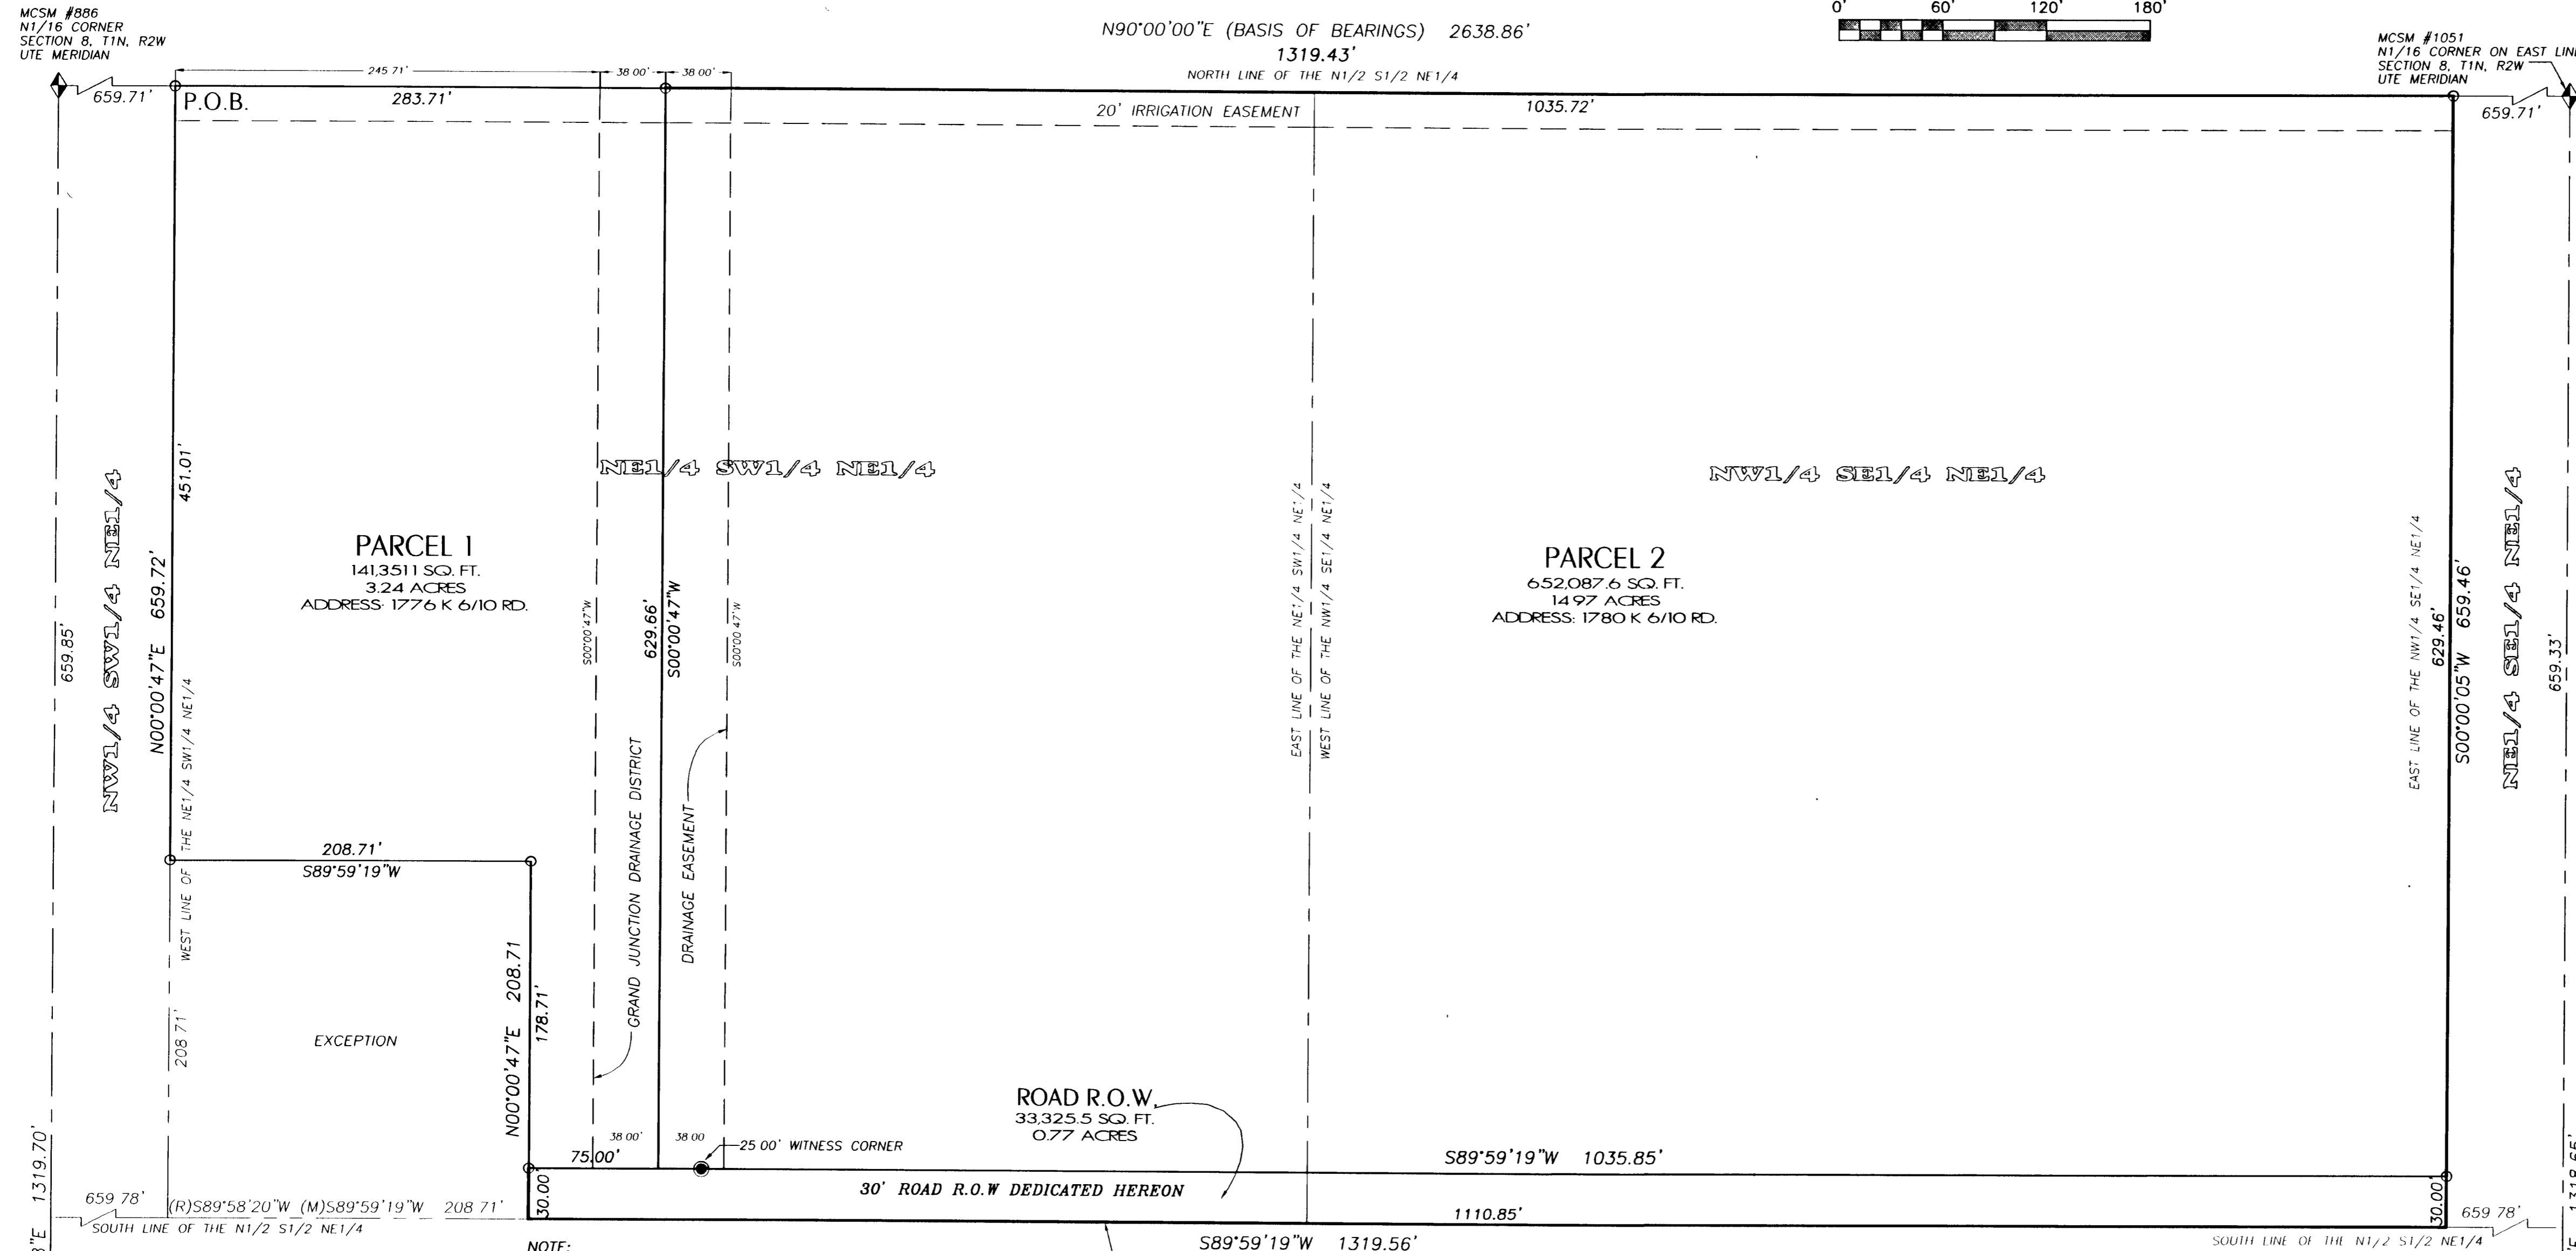 MCSM #886
N1/16 CORNER
SECTION 8, T1N, R2W
UTE MERIDIAN
N90°00'00"E (BASIS OF BEARINGS) 2638.86'
1319.43'
NORTH LINE OF THE N1/2 S1/2 NE1/4
0' 60' 120' 180'
MCSM #1051
N1/16 CORNER ON EAST LINE
SECTION 8, T1N, R2W
UTE MERIDIAN
245 71' 38 00' 38 00'
659.71'
P.O.B.
283.71'
20' IRRIGATION EASEMENT
1035.72'
659.71'
451.01'
NE1/4 SW1/4 NE1/4
NW1/4 SE1/4 NE1/4
NW1/4 SW1/4 NE1/4
659.85'
N00°00'47"E 659.72'
WEST LINE OF THE NE1/4 SW1/4 NE1/4
PARCEL 1
141,351.1 SQ. FT.
3.24 ACRES
ADDRESS: 1776 K 6/10 RD.
S00°00'47"W
629.66'
S00°00'47"W
S00°00 47"W
GRAND JUNCTION DRAINAGE DISTRICT
DRAINAGE EASEMENT
EAST LINE OF THE NE1/4 SW1/4 NE1/4
WEST LINE OF THE NW1/4 SE1/4 NE1/4
PARCEL 2
652,087.6 SQ. FT.
14 97 ACRES
ADDRESS: 1780 K 6/10 RD.
EAST LINE OF THE NW1/4 SE1/4 NE1/4
629.46'
S00°00'05"W 659.46'
NE1/4 SE1/4 NE1/4
659.33'
208.71'
S89°59'19"W
208 71'
EXCEPTION
N00°00'47"E 208.71
178.71'
ROAD R.O.W.
33,325.5 SQ. FT.
0.77 ACRES
38 00' 38 00
25 00' WITNESS CORNER
75.00'
S89°59'19"W 1035.85'
30' ROAD R.O.W DEDICATED HEREON
30.00'
30.00'
1319.70'
659 78'
(R)S89°58'20"W (M)S89°59'19"W 208 71'
1110.85'
659 78'
SOUTH LINE OF THE N1/2 S1/2 NE1/4
S89°59'19"W 1319.56'
SOUTH LINE OF THE N1/2 S1/2 NE1/4
NOTE: